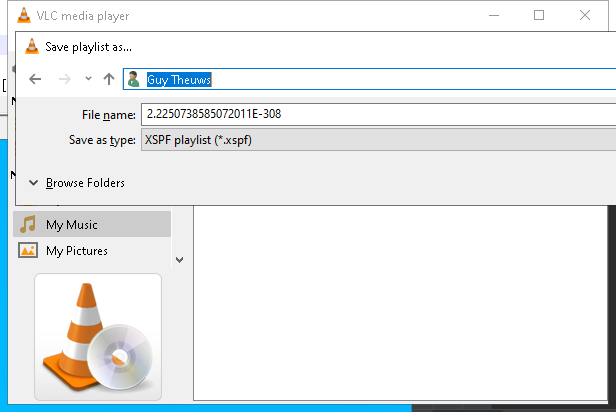 VLC media player
Save playlist as...
Guy Theuws
File name: 2.2250738585072011E-308
Save as type: XSPF playlist (*.xspf)
Browse Folders
My Music
My Pictures